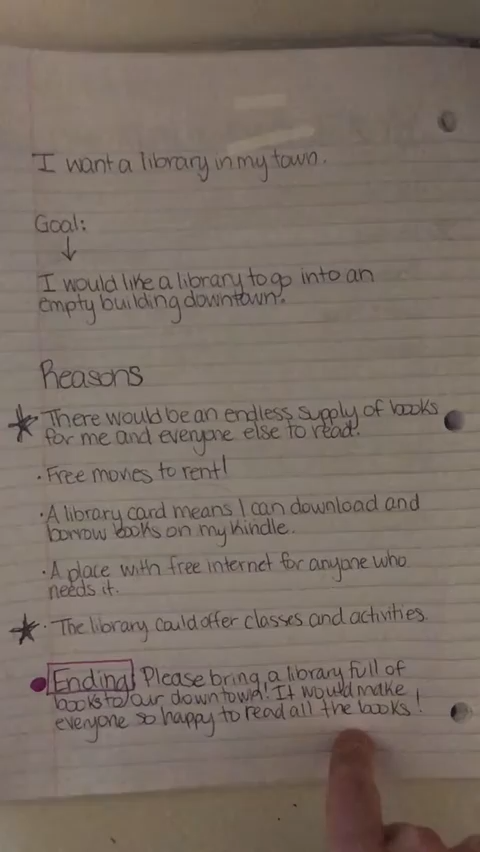 I want a library in my town.
Goal:
I would like a library to go into an
empty building downtown.
Reasons
There would be an endless supply of books
for me and everyone else to read.
· Free movies to rent!
· A library card means I can download and
borrow books on my Kindle.
· A place with free internet for anyone who
needs it.
· The library could offer classes and activities.
Ending Please bring a library full of
books to our downtown! It would make
everyone so happy to read all the books!